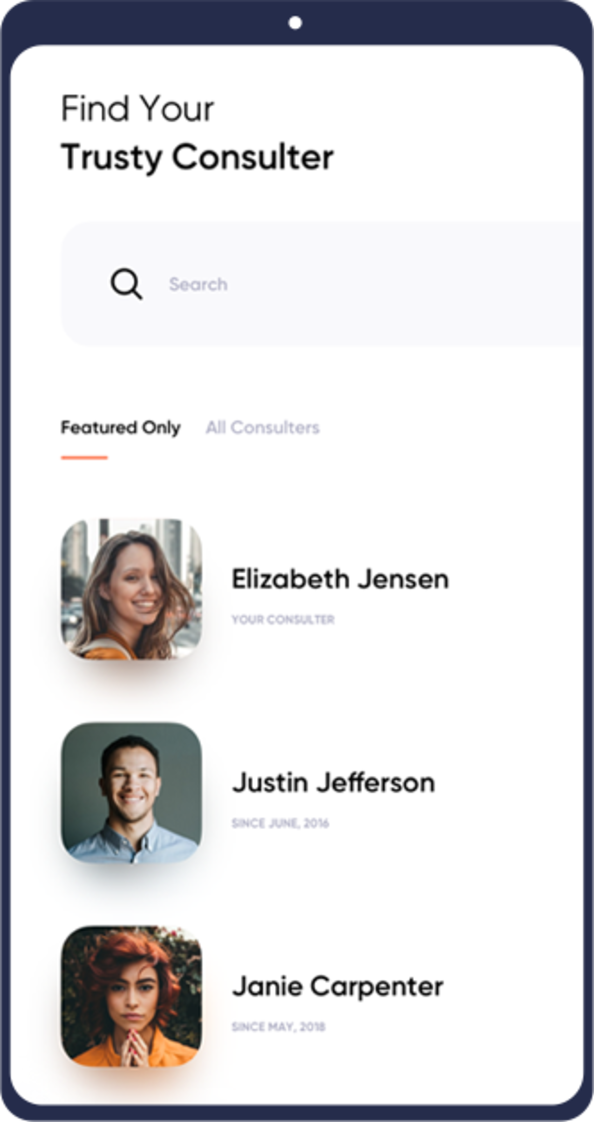 Find Your
Trusty Consulter
Search
Featured Only All Consulters
Elizabeth Jensen
YOUR CONSULTER
Justin Jefferson
SINCE JUNE, 2016
Janie Carpenter
SINCE MAY, 2018